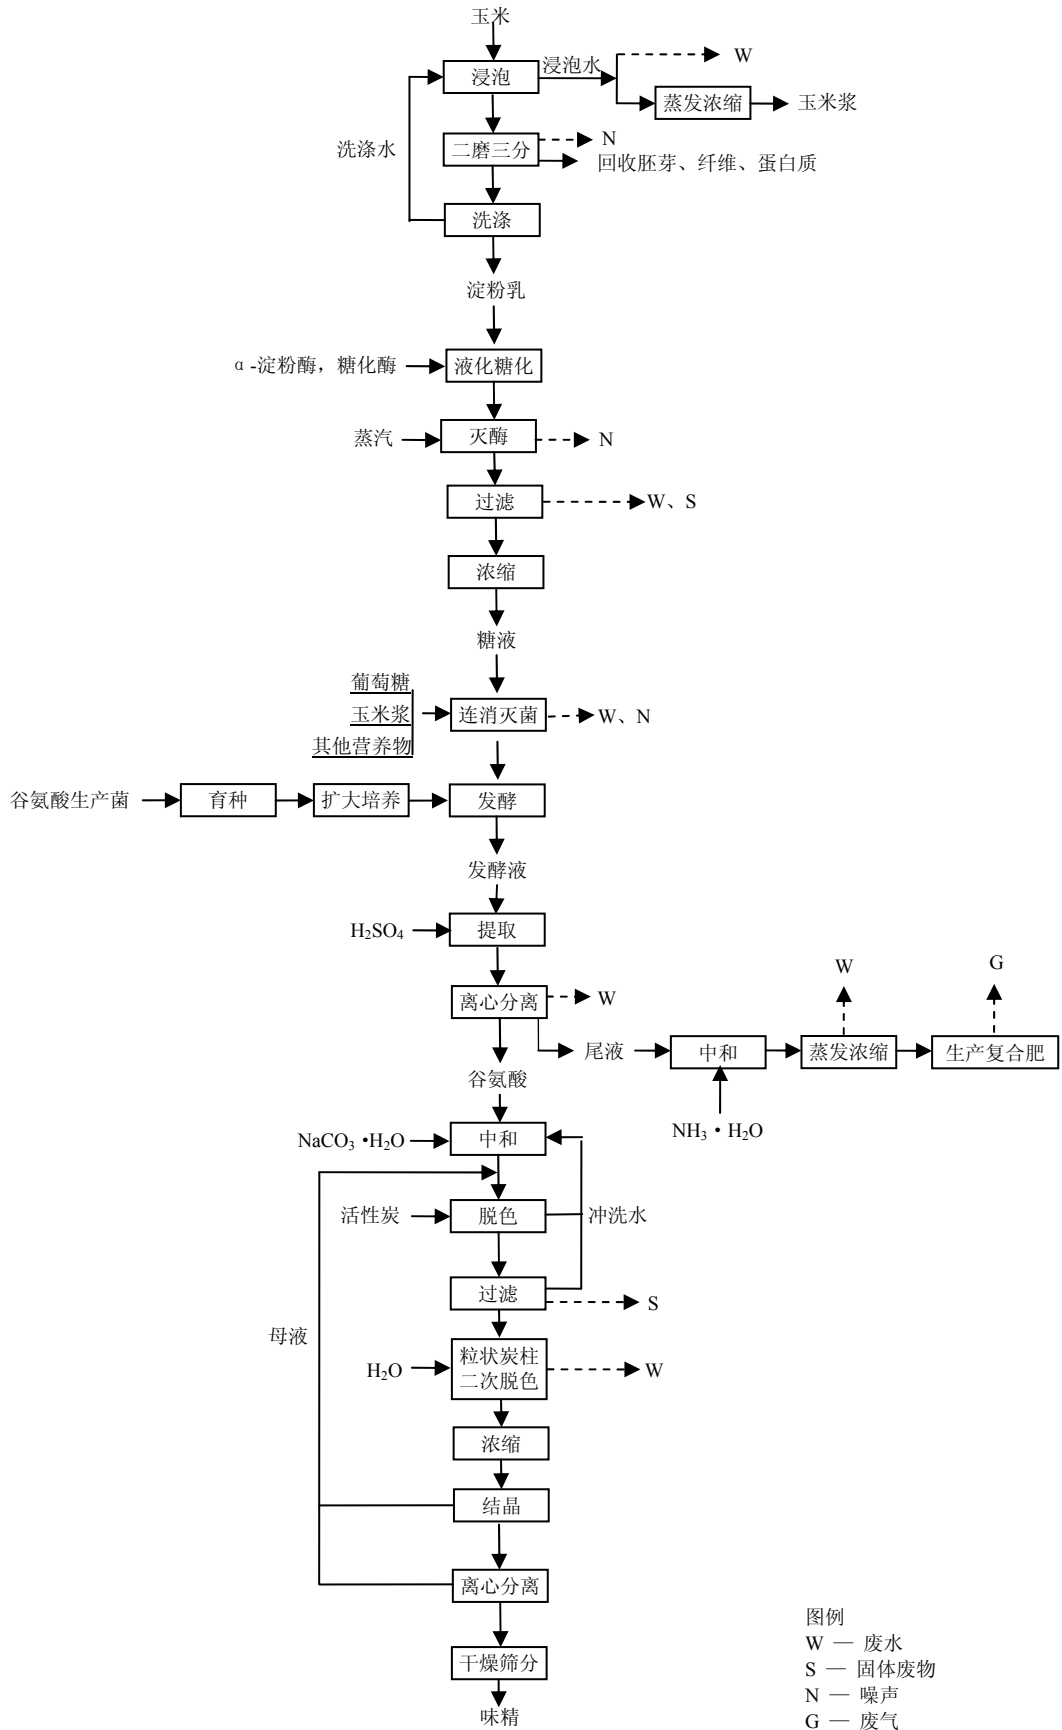 玉米
浸泡
浸泡水
W
蒸发浓缩
玉米浆
洗涤水
二磨三分
N
回收胚芽、纤维、蛋白质
洗涤
淀粉乳
α-淀粉酶，糖化酶
液化糖化
蒸汽
灭酶
N
过滤
W、S
浓缩
糖液
葡萄糖
玉米浆
其他营养物
连消灭菌
W、N
谷氨酸生产菌
育种
扩大培养
发酵
发酵液
H₂SO₄
提取
离心分离
W
尾液
中和
NH₃·H₂O
蒸发浓缩
W
生产复合肥
G
谷氨酸
NaCO₃·H₂O
中和
活性炭
脱色
冲洗水
过滤
S
母液
H₂O
粒状炭柱
二次脱色
W
浓缩
结晶
离心分离
干燥筛分
味精
图例
W — 废水
S — 固体废物
N — 噪声
G — 废气